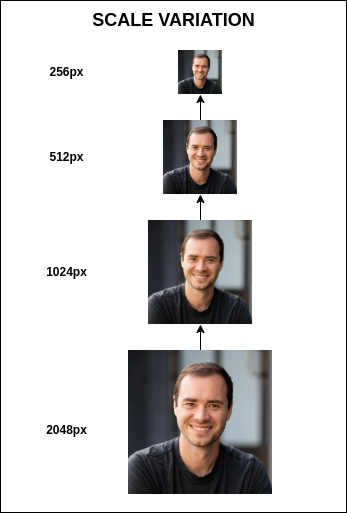 SCALE VARIATION
256px
512px
1024px
2048px